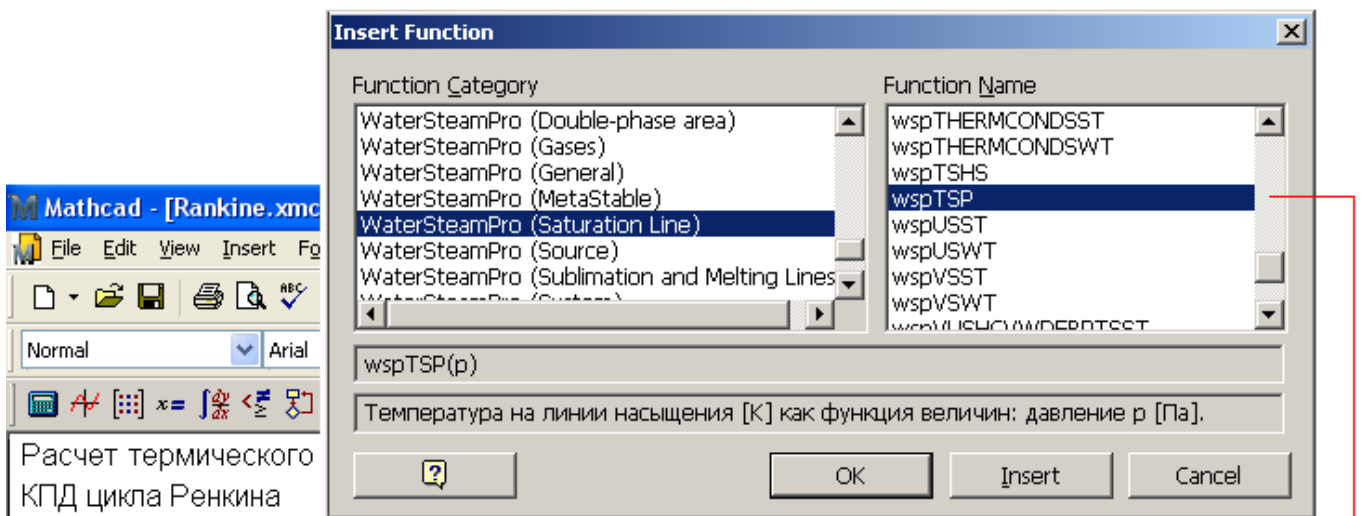 Insert Function
Function Category
Function Name
WaterSteamPro (Double-phase area)
WaterSteamPro (Gases)
WaterSteamPro (General)
WaterSteamPro (MetaStable)
WaterSteamPro (Saturation Line)
WaterSteamPro (Source)
WaterSteamPro (Sublimation and Melting Lines
wspTHERMCONDSST
wspTHERMCONDSWT
wspTSHS
wspTSP
wspUSST
wspUSWT
wspVSST
wspVSWT
wspTSP(p)
Температура на линии насыщения [K] как функция величин: давление p [Па].
OK
Insert
Cancel
Mathcad - [Rankine.xmc
File Edit View Insert Fo
ABC
Normal
Arial
x=
Расчет термического
КПД цикла Ренкина